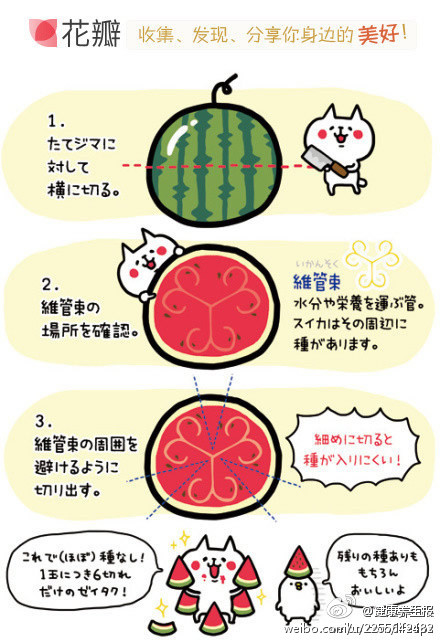 花瓣 收集、发现、分享你身边的 美好!
1.
たてジマに
対して
横に切る。
2.
維管束の
場所を確認。
いかんそく
維管束
水分や栄養を運ぶ管。
スイカはその周辺に
種があります。
3.
維管束の周囲を
避けるように
切り出す。
細めに切ると
種が入りにくい!
これで(ほぼ)種なし!
1玉につき6切れ
だけのゼイタク!
残りの種ありも
もちろん
おいしいよ
@健康养生报